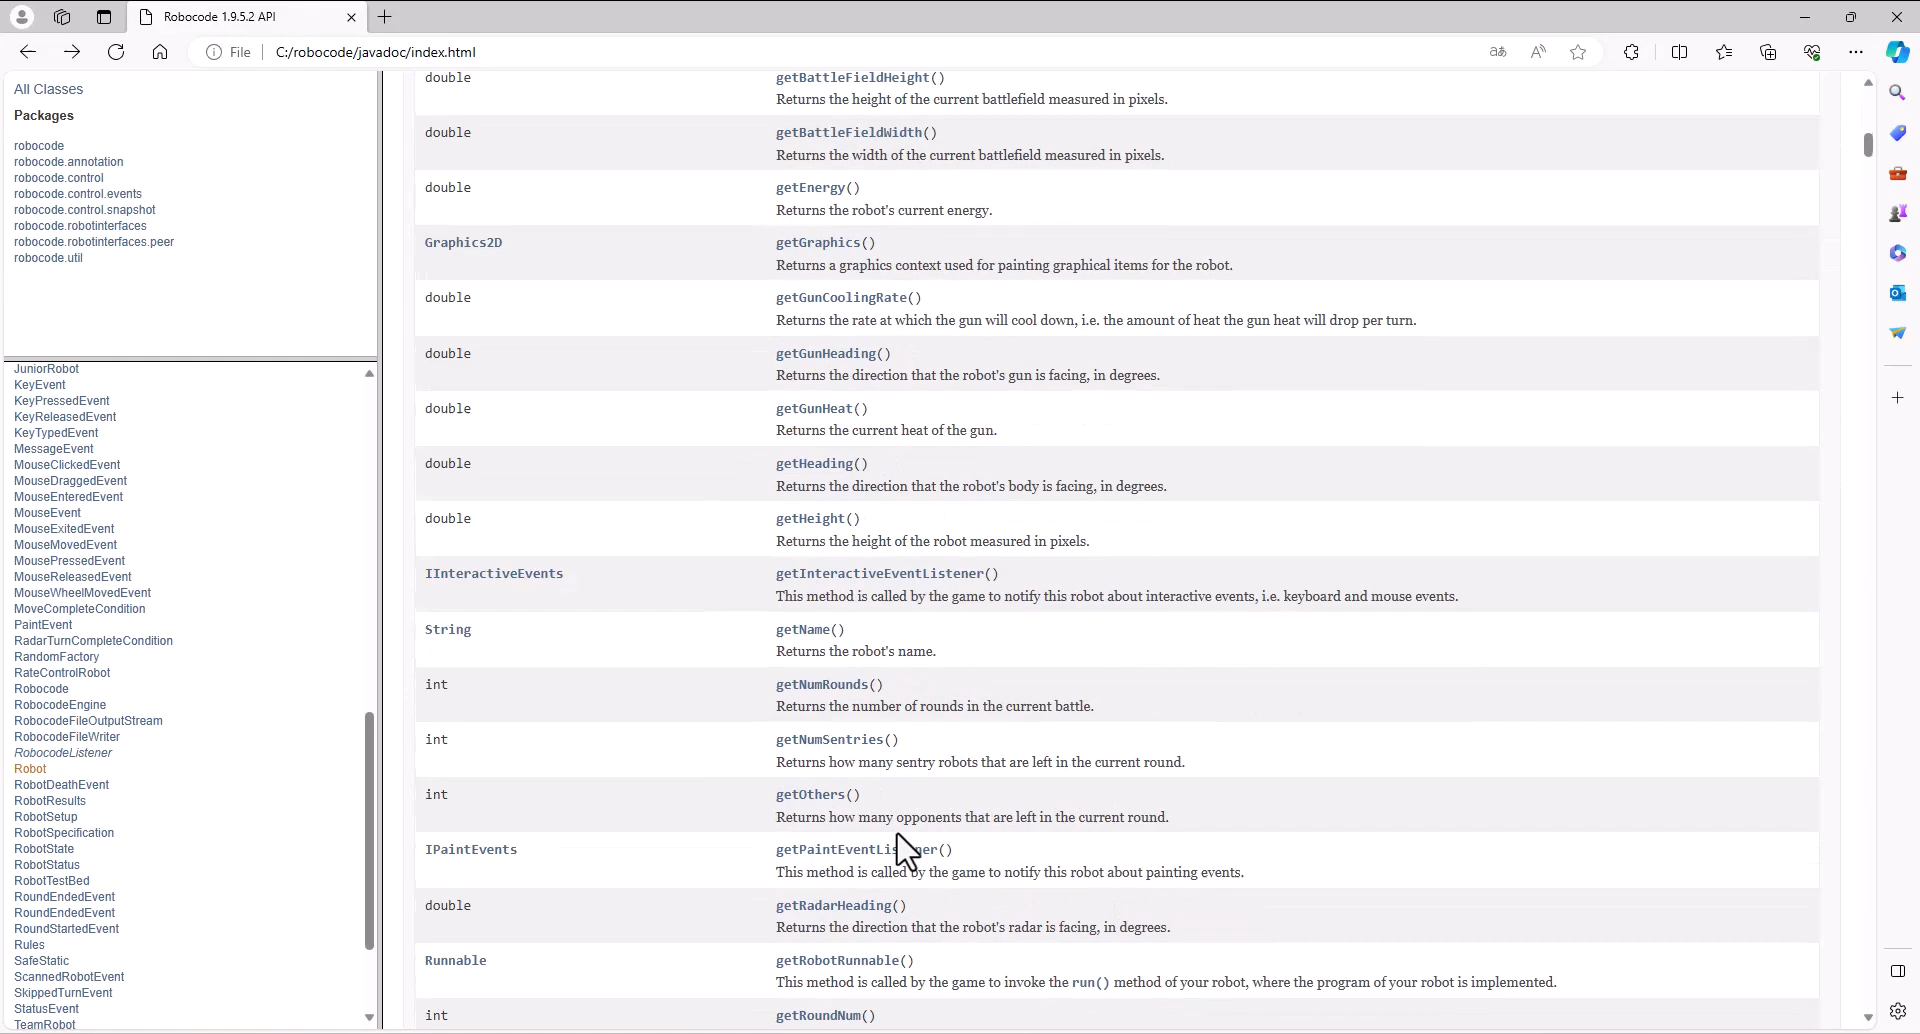 Robocode 1.9.5.2 API
File
C:/robocode/javadoc/index.html
All Classes
Packages
robocode
robocode.annotation
robocode.control
robocode.control.events
robocode.control.snapshot
robocode.robotinterfaces
robocode.robotinterfaces.peer
robocode.util
JuniorRobot
KeyEvent
KeyPressedEvent
KeyReleasedEvent
KeyTypedEvent
MessageEvent
MouseClickedEvent
MouseDraggedEvent
MouseEnteredEvent
MouseEvent
MouseExitedEvent
MouseMovedEvent
MousePressedEvent
MouseReleasedEvent
MouseWheelMovedEvent
MoveCompleteCondition
PaintEvent
RadarTurnCompleteCondition
RandomFactory
RateControlRobot
Robocode
RobocodeEngine
RobocodeFileOutputStream
RobocodeFileWriter
RobocodeListener
Robot
RobotDeathEvent
RobotResults
RobotSetup
RobotSpecification
RobotState
RobotStatus
RobotTestBed
RoundEndedEvent
RoundEndedEvent
RoundStartedEvent
Rules
SafeStatic
ScannedRobotEvent
SkippedTurnEvent
StatusEvent
TeamRobot
double getBattleFieldHeight()
Returns the height of the current battlefield measured in pixels.
double getBattleFieldWidth()
Returns the width of the current battlefield measured in pixels.
double getEnergy()
Returns the robot's current energy.
Graphics2D getGraphics()
Returns a graphics context used for painting graphical items for the robot.
double getGunCoolingRate()
Returns the rate at which the gun will cool down, i.e. the amount of heat the gun heat will drop per turn.
double getGunHeading()
Returns the direction that the robot's gun is facing, in degrees.
double getGunHeat()
Returns the current heat of the gun.
double getHeading()
Returns the direction that the robot's body is facing, in degrees.
double getHeight()
Returns the height of the robot measured in pixels.
IInteractiveEvents getInteractiveEventListener()
This method is called by the game to notify this robot about interactive events, i.e. keyboard and mouse events.
String getName()
Returns the robot's name.
int getNumRounds()
Returns the number of rounds in the current battle.
int getNumSentries()
Returns how many sentry robots that are left in the current round.
int getOthers()
Returns how many opponents that are left in the current round.
IPaintEvents getPaintEventListener()
This method is called by the game to notify this robot about painting events.
double getRadarHeading()
Returns the direction that the robot's radar is facing, in degrees.
Runnable getRobotRunnable()
This method is called by the game to invoke the run() method of your robot, where the program of your robot is implemented.
int getRoundNum()